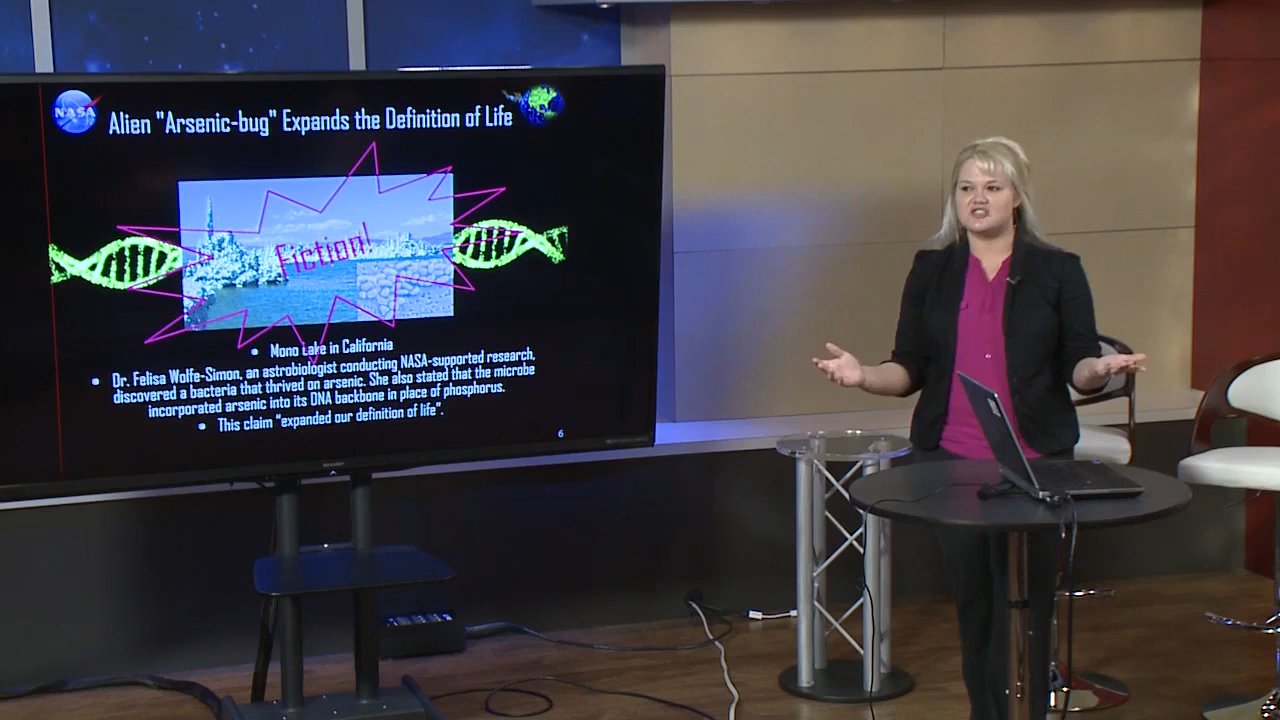 NASA
Alien "Arsenic-bug" Expands the Definition of Life
Fiction!
• Mono Lake in California
• Dr. Felisa Wolfe-Simon, an astrobiologist conducting NASA-supported research,
discovered a bacteria that thrived on arsenic. She also stated that the microbe
incorporated arsenic into its DNA backbone in place of phosphorus.
• This claim "expanded our definition of life".
6
SHARP